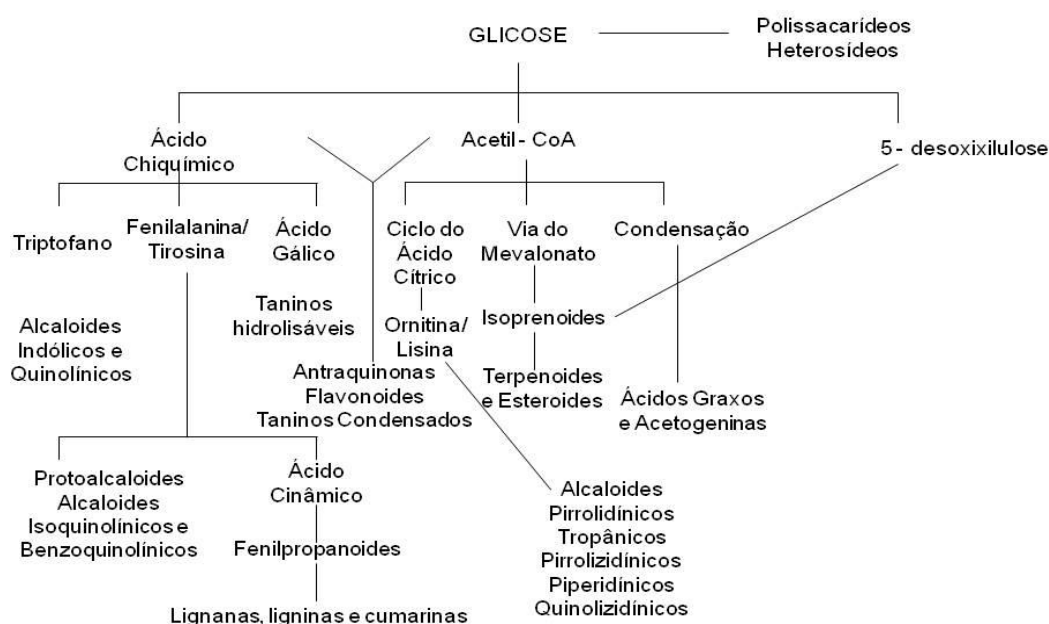 GLICOSE
Polissacarídeos
Heterosídeos
Ácido
Chiquímico
Acetil - CoA
5 - desoxixilulose
Triptofano
Fenilalanina/
Tirosina
Ácido
Gálico
Ciclo do
Ácido
Cítrico
Via do
Mevalonato
Condensação
Alcaloides
Indólicos e
Quinolínicos
Taninos
hidrolisáveis
Ornitina/
Lisina
Isoprenoides
Antraquinonas
Flavonoides
Taninos Condensados
Terpenoides
e Esteroides
Ácidos Graxos
e Acetogeninas
Protoalcaloides
Alcaloides
Isoquinolínicos e
Benzoquinolínicos
Ácido
Cinâmico
Fenilpropanoides
Lignanas, ligninas e cumarinas
Alcaloides
Pirrolidínicos
Tropânicos
Pirrolizidínicos
Piperidínicos
Quinolizidínicos